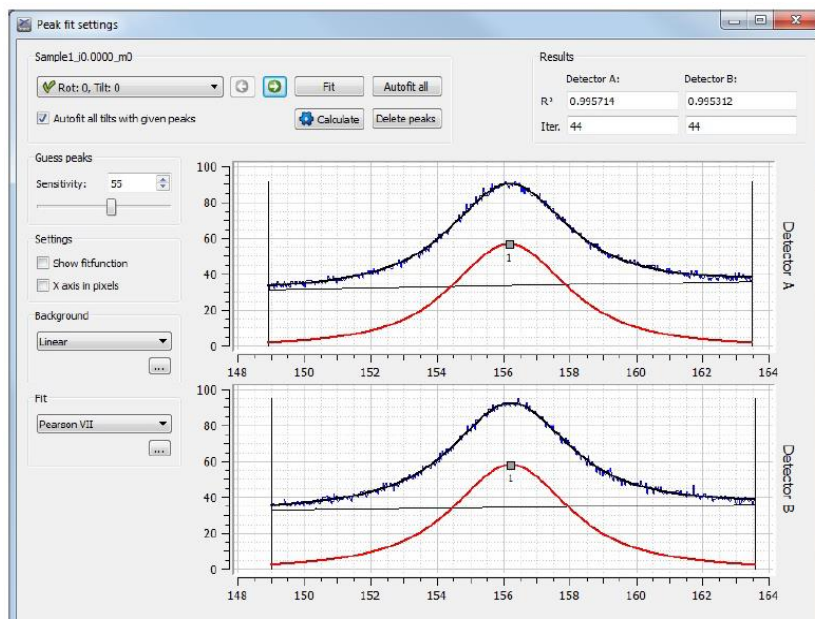 Peak fit settings
Sample1_i0.0000_m0
Rot: 0, Tilt: 0
Fit
Autofit all
Autofit all tilts with given peaks
Calculate
Delete peaks
Results
Detector A:
Detector B:
R²
0.995714
0.995312
Iter.
44
44
Guess peaks
Sensitivity:
55
Settings
Show fitfunction
X axis in pixels
Background
Linear
...
Fit
Pearson VII
...
100
80
60
40
20
0
1
148
150
152
154
156
158
160
162
164
Detector A
100
80
60
40
20
0
1
148
150
152
154
156
158
160
162
164
Detector B